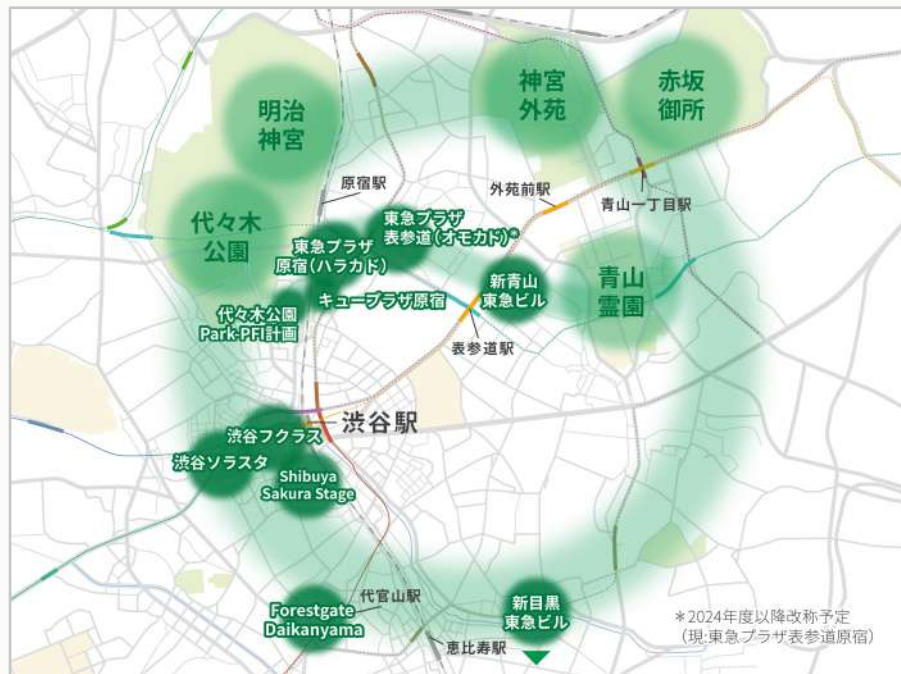 明治
神宮
神宮
外苑
赤坂
御所
原宿駅
外苑前駅
青山一丁目駅
代々木
公園
東急プラザ
表参道(オモカド)*
東急プラザ
原宿(ハラカド)
新青山
東急ビル
青山
霊園
キュープラザ原宿
代々木公園
Park-PFI計画
表参道駅
渋谷駅
渋谷フクラス
渋谷ソラスタ
Shibuya
Sakura Stage
代官山駅
Forestgate
Daikanyama
新目黒
東急ビル
恵比寿駅
*2024年度以降改称予定
(現:東急プラザ表参道原宿)